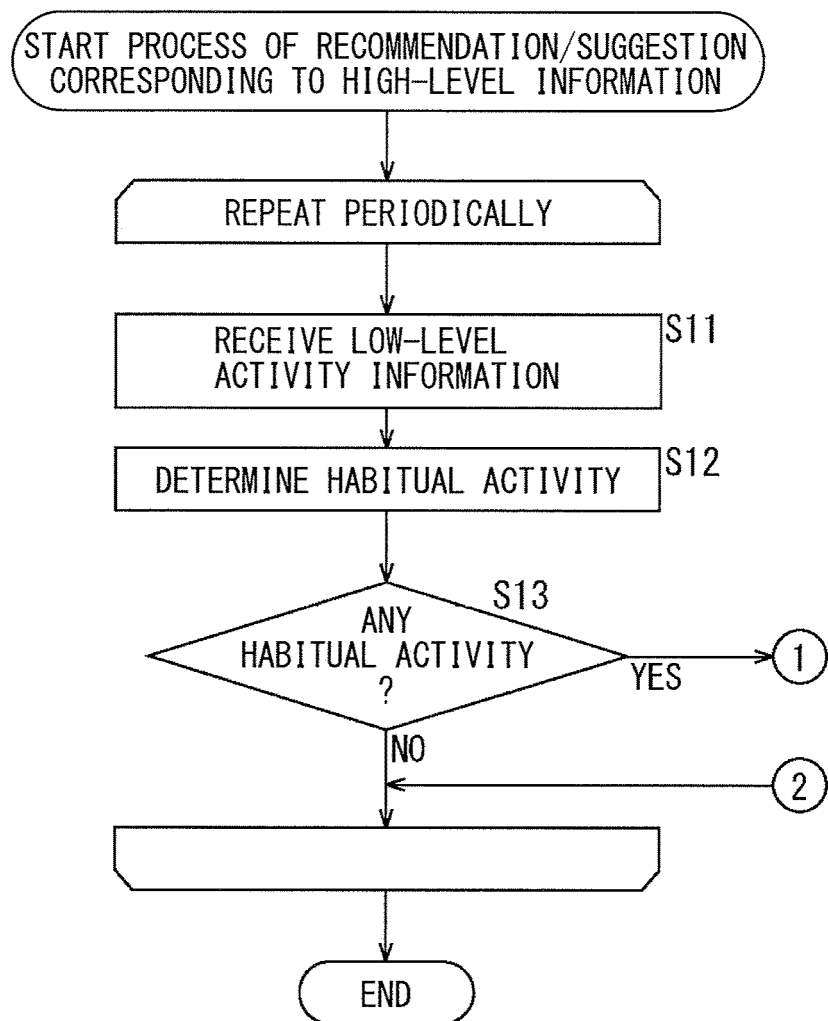 START PROCESS OF RECOMMENDATION/SUGGESTION
CORRESPONDING TO HIGH-LEVEL INFORMATION
REPEAT PERIODICALLY
RECEIVE LOW-LEVEL
ACTIVITY INFORMATION
S11
DETERMINE HABITUAL ACTIVITY
S12
S13
ANY
HABITUAL ACTIVITY
?
YES
1
NO
2
END